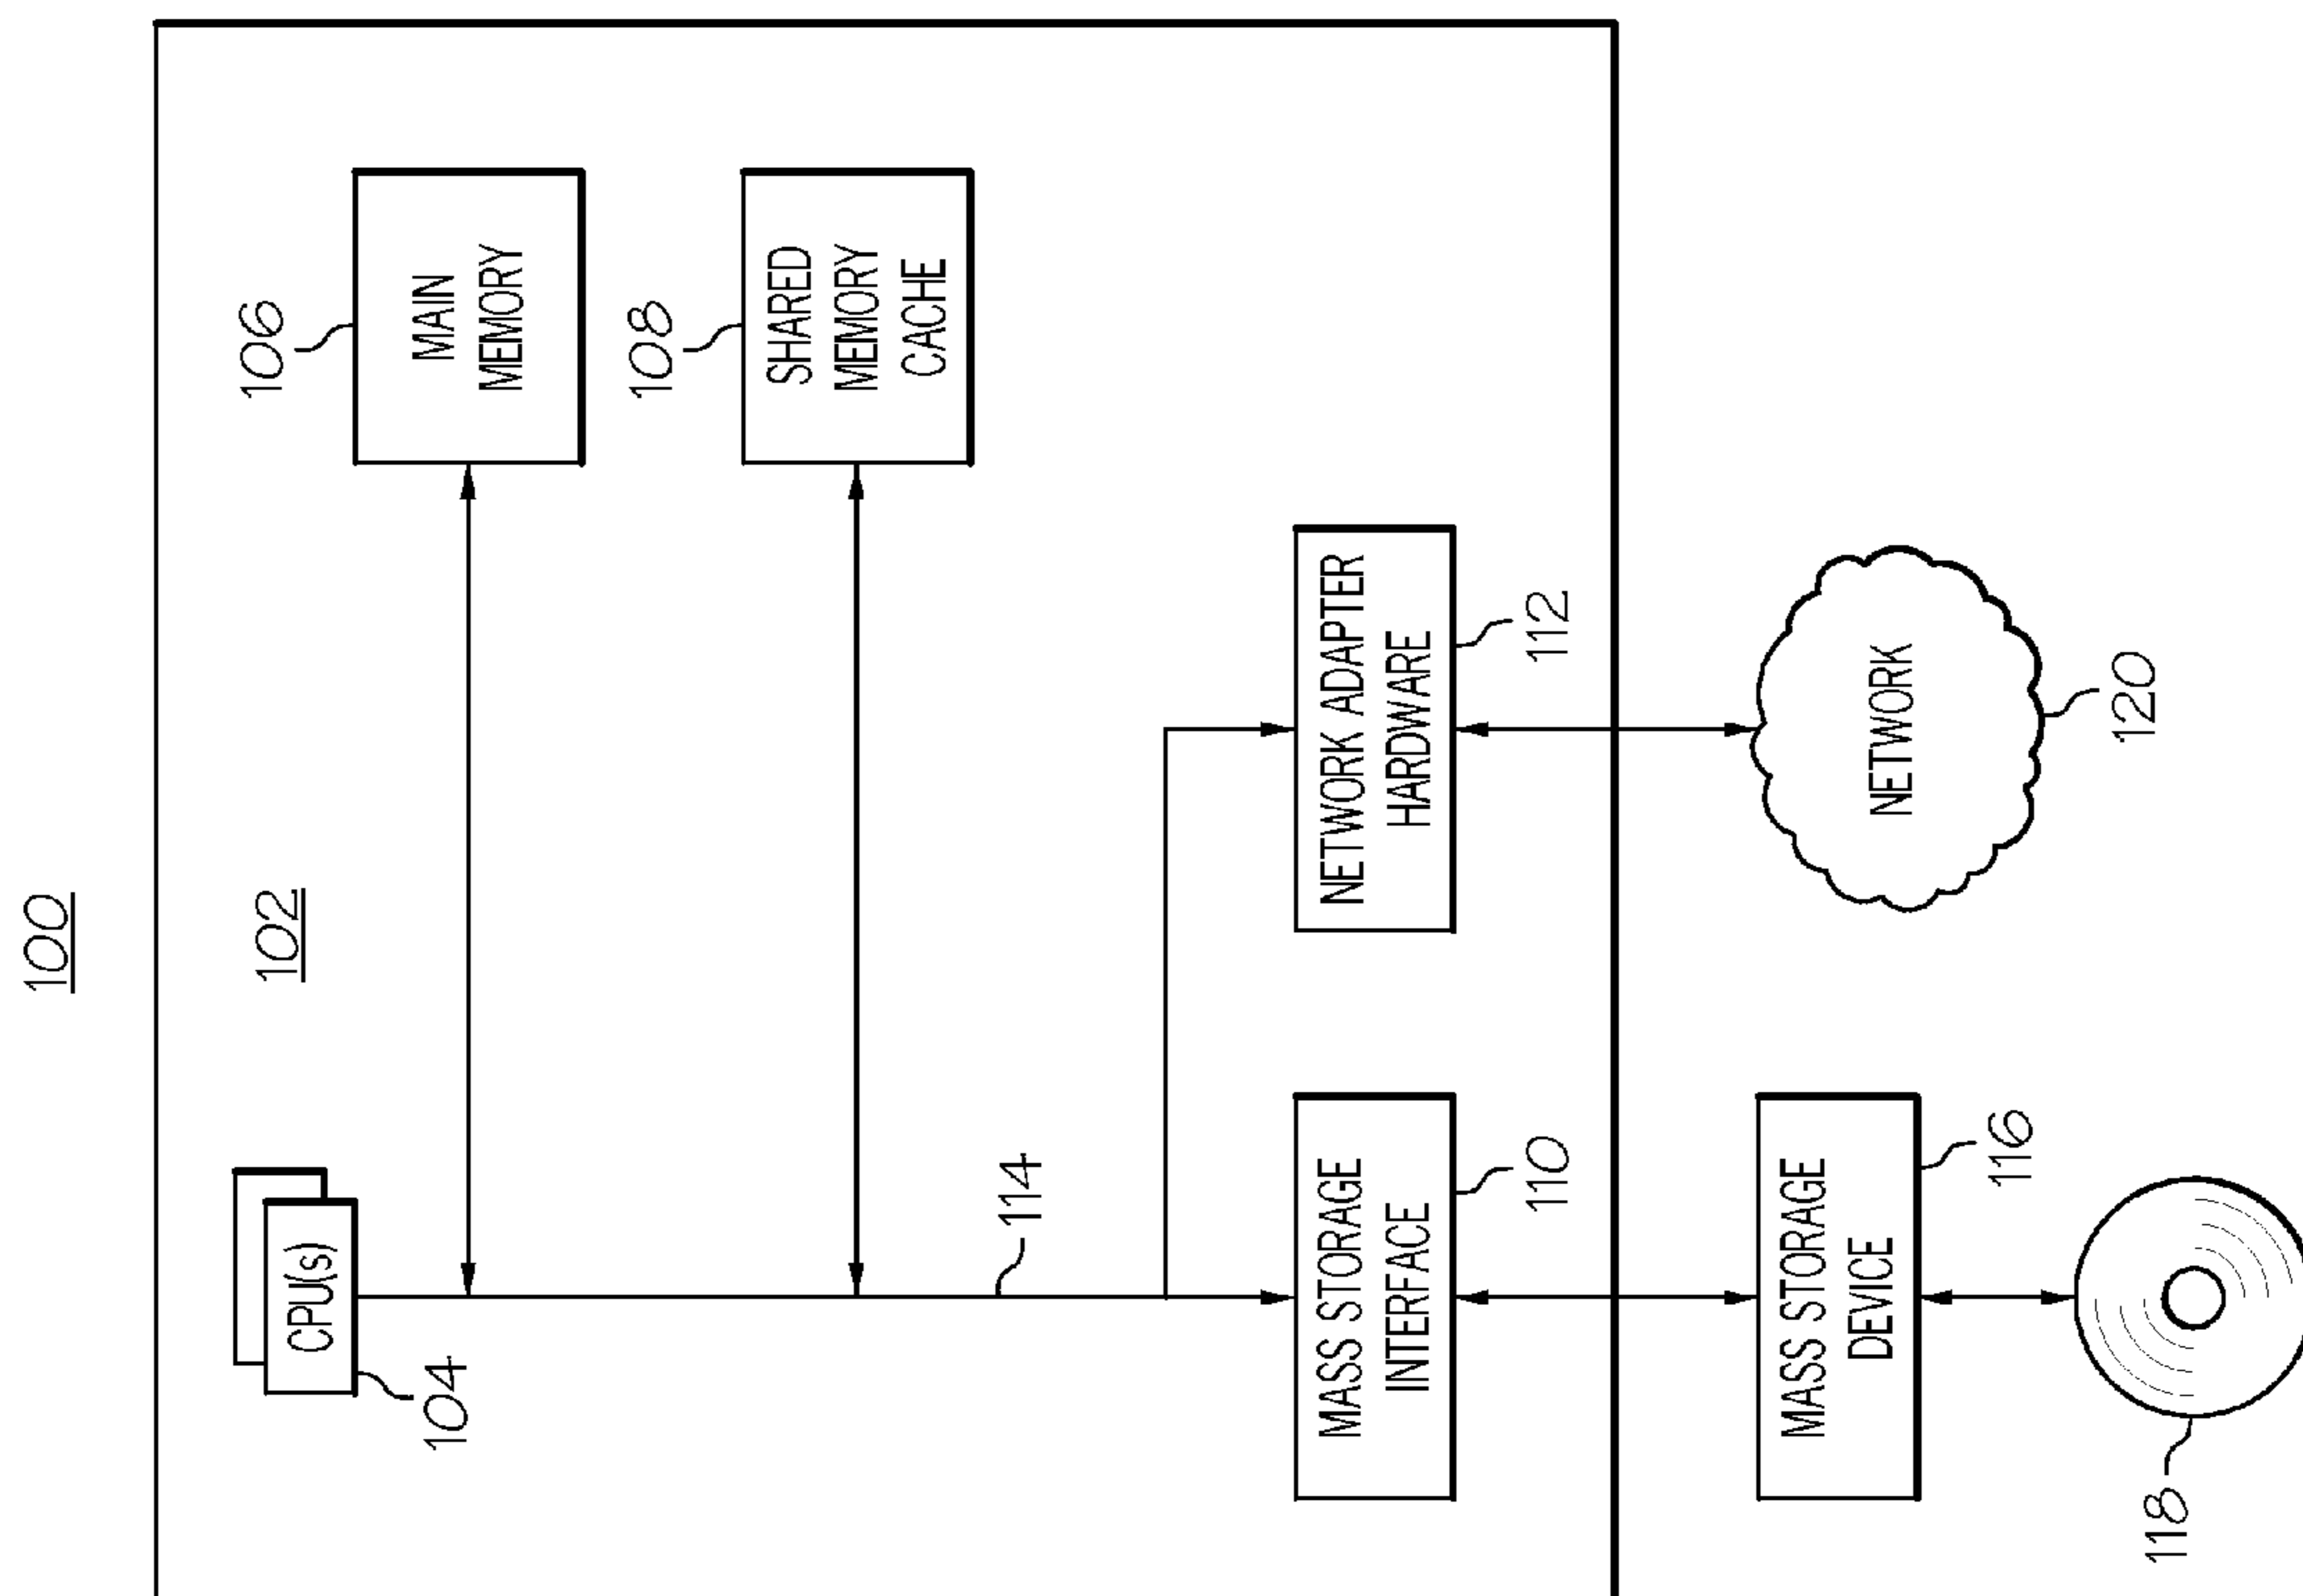 100
102
CPU(s)
104
106
MAIN
MEMORY
108
SHARED
MEMORY
CACHE
114
MASS STORAGE
INTERFACE
110
NETWORK ADAPTER
HARDWARE
112
MASS STORAGE
DEVICE
116
NETWORK
120
118